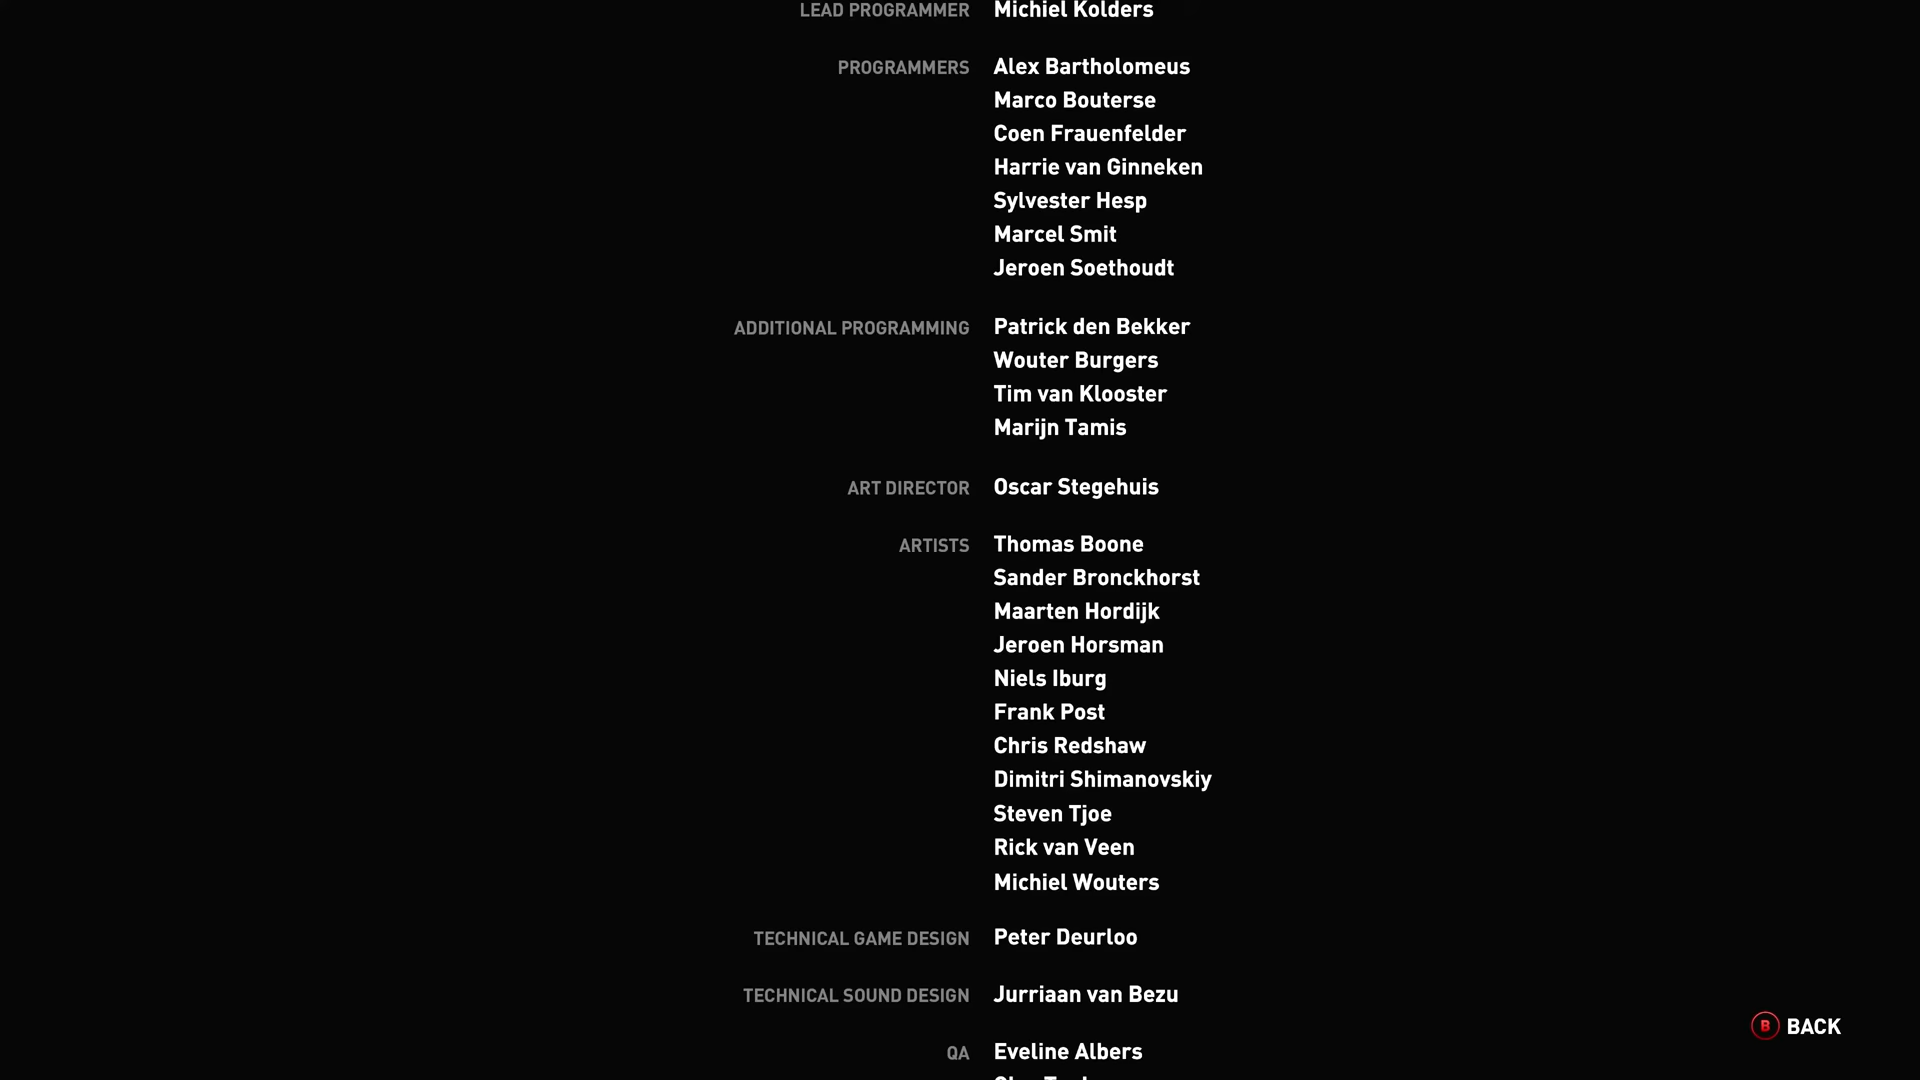 LEAD PROGRAMMER Michiel Kolders
PROGRAMMERS Alex Bartholomeus
Marco Bouterse
Coen Frauenfelder
Harrie van Ginneken
Sylvester Hesp
Marcel Smit
Jeroen Soethoudt
ADDITIONAL PROGRAMMING Patrick den Bekker
Wouter Burgers
Tim van Klooster
Marijn Tamis
ART DIRECTOR Oscar Stegehuis
ARTISTS Thomas Boone
Sander Bronckhorst
Maarten Hordijk
Jeroen Horsman
Niels Iburg
Frank Post
Chris Redshaw
Dimitri Shimanovskiy
Steven Tjoe
Rick van Veen
Michiel Wouters
TECHNICAL GAME DESIGN Peter Deurloo
TECHNICAL SOUND DESIGN Jurriaan van Bezu
B BACK
QA Eveline Albers